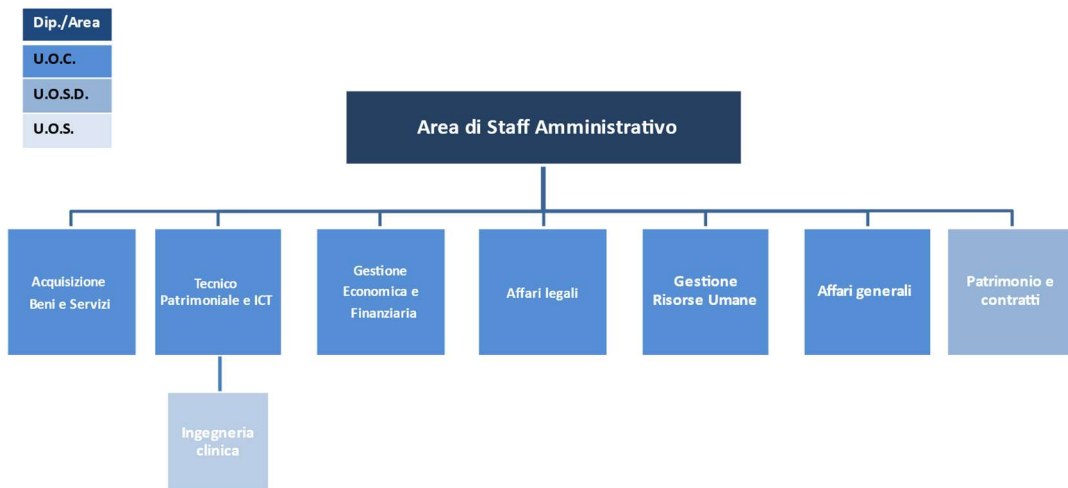 Dip./Area
U.O.C.
U.O.S.D.
U.O.S.
Area di Staff Amministrativo
Acquisizione
Beni e Servizi
Tecnico
Patrimoniale e ICT
Gestione
Economica e
Finanziaria
Affari legali
Gestione
Risorse Umane
Affari generali
Patrimonio e
contratti
Ingegneria
clinica